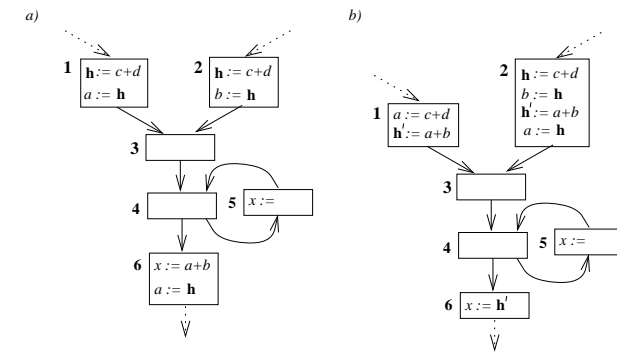 a)
1
h := c+d
a := h
2
h := c+d
b := h
3
4
5
x :=
6
x := a+b
a := h
b)
1
a := c+d
h' := a+b
2
h := c+d
b := h
h' := a+b
a := h
3
4
5
x :=
6
x := h'